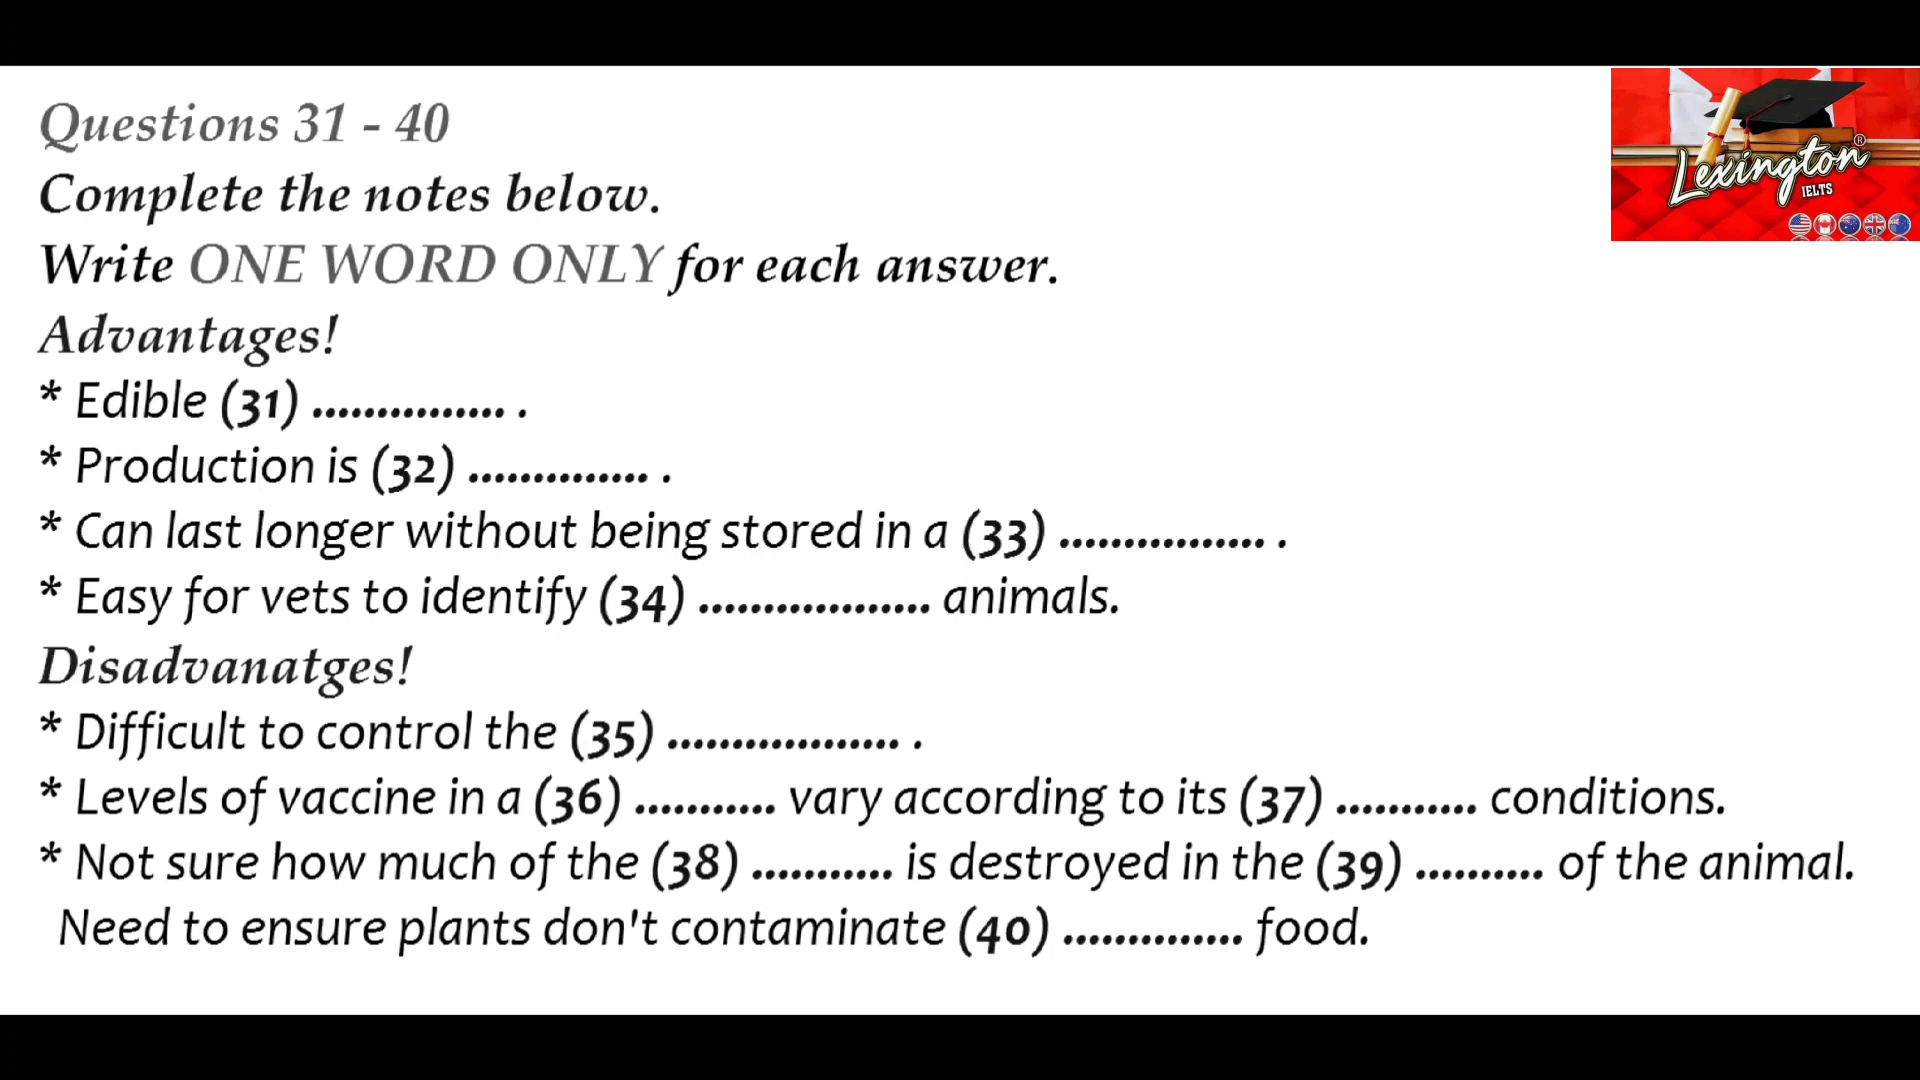 Questions 31 - 40
Complete the notes below.
Write ONE WORD ONLY for each answer.
Advantages!
* Edible (31) ............... .
* Production is (32) .............. .
* Can last longer without being stored in a (33) ................ .
* Easy for vets to identify (34) .................. animals.
Disadvanatges!
* Difficult to control the (35) .................. .
* Levels of vaccine in a (36) ........... vary according to its (37) ........... conditions.
* Not sure how much of the (38) ........... is destroyed in the (39) .......... of the animal.
Need to ensure plants don't contaminate (40) .............. food.
Lexington®
IELTS